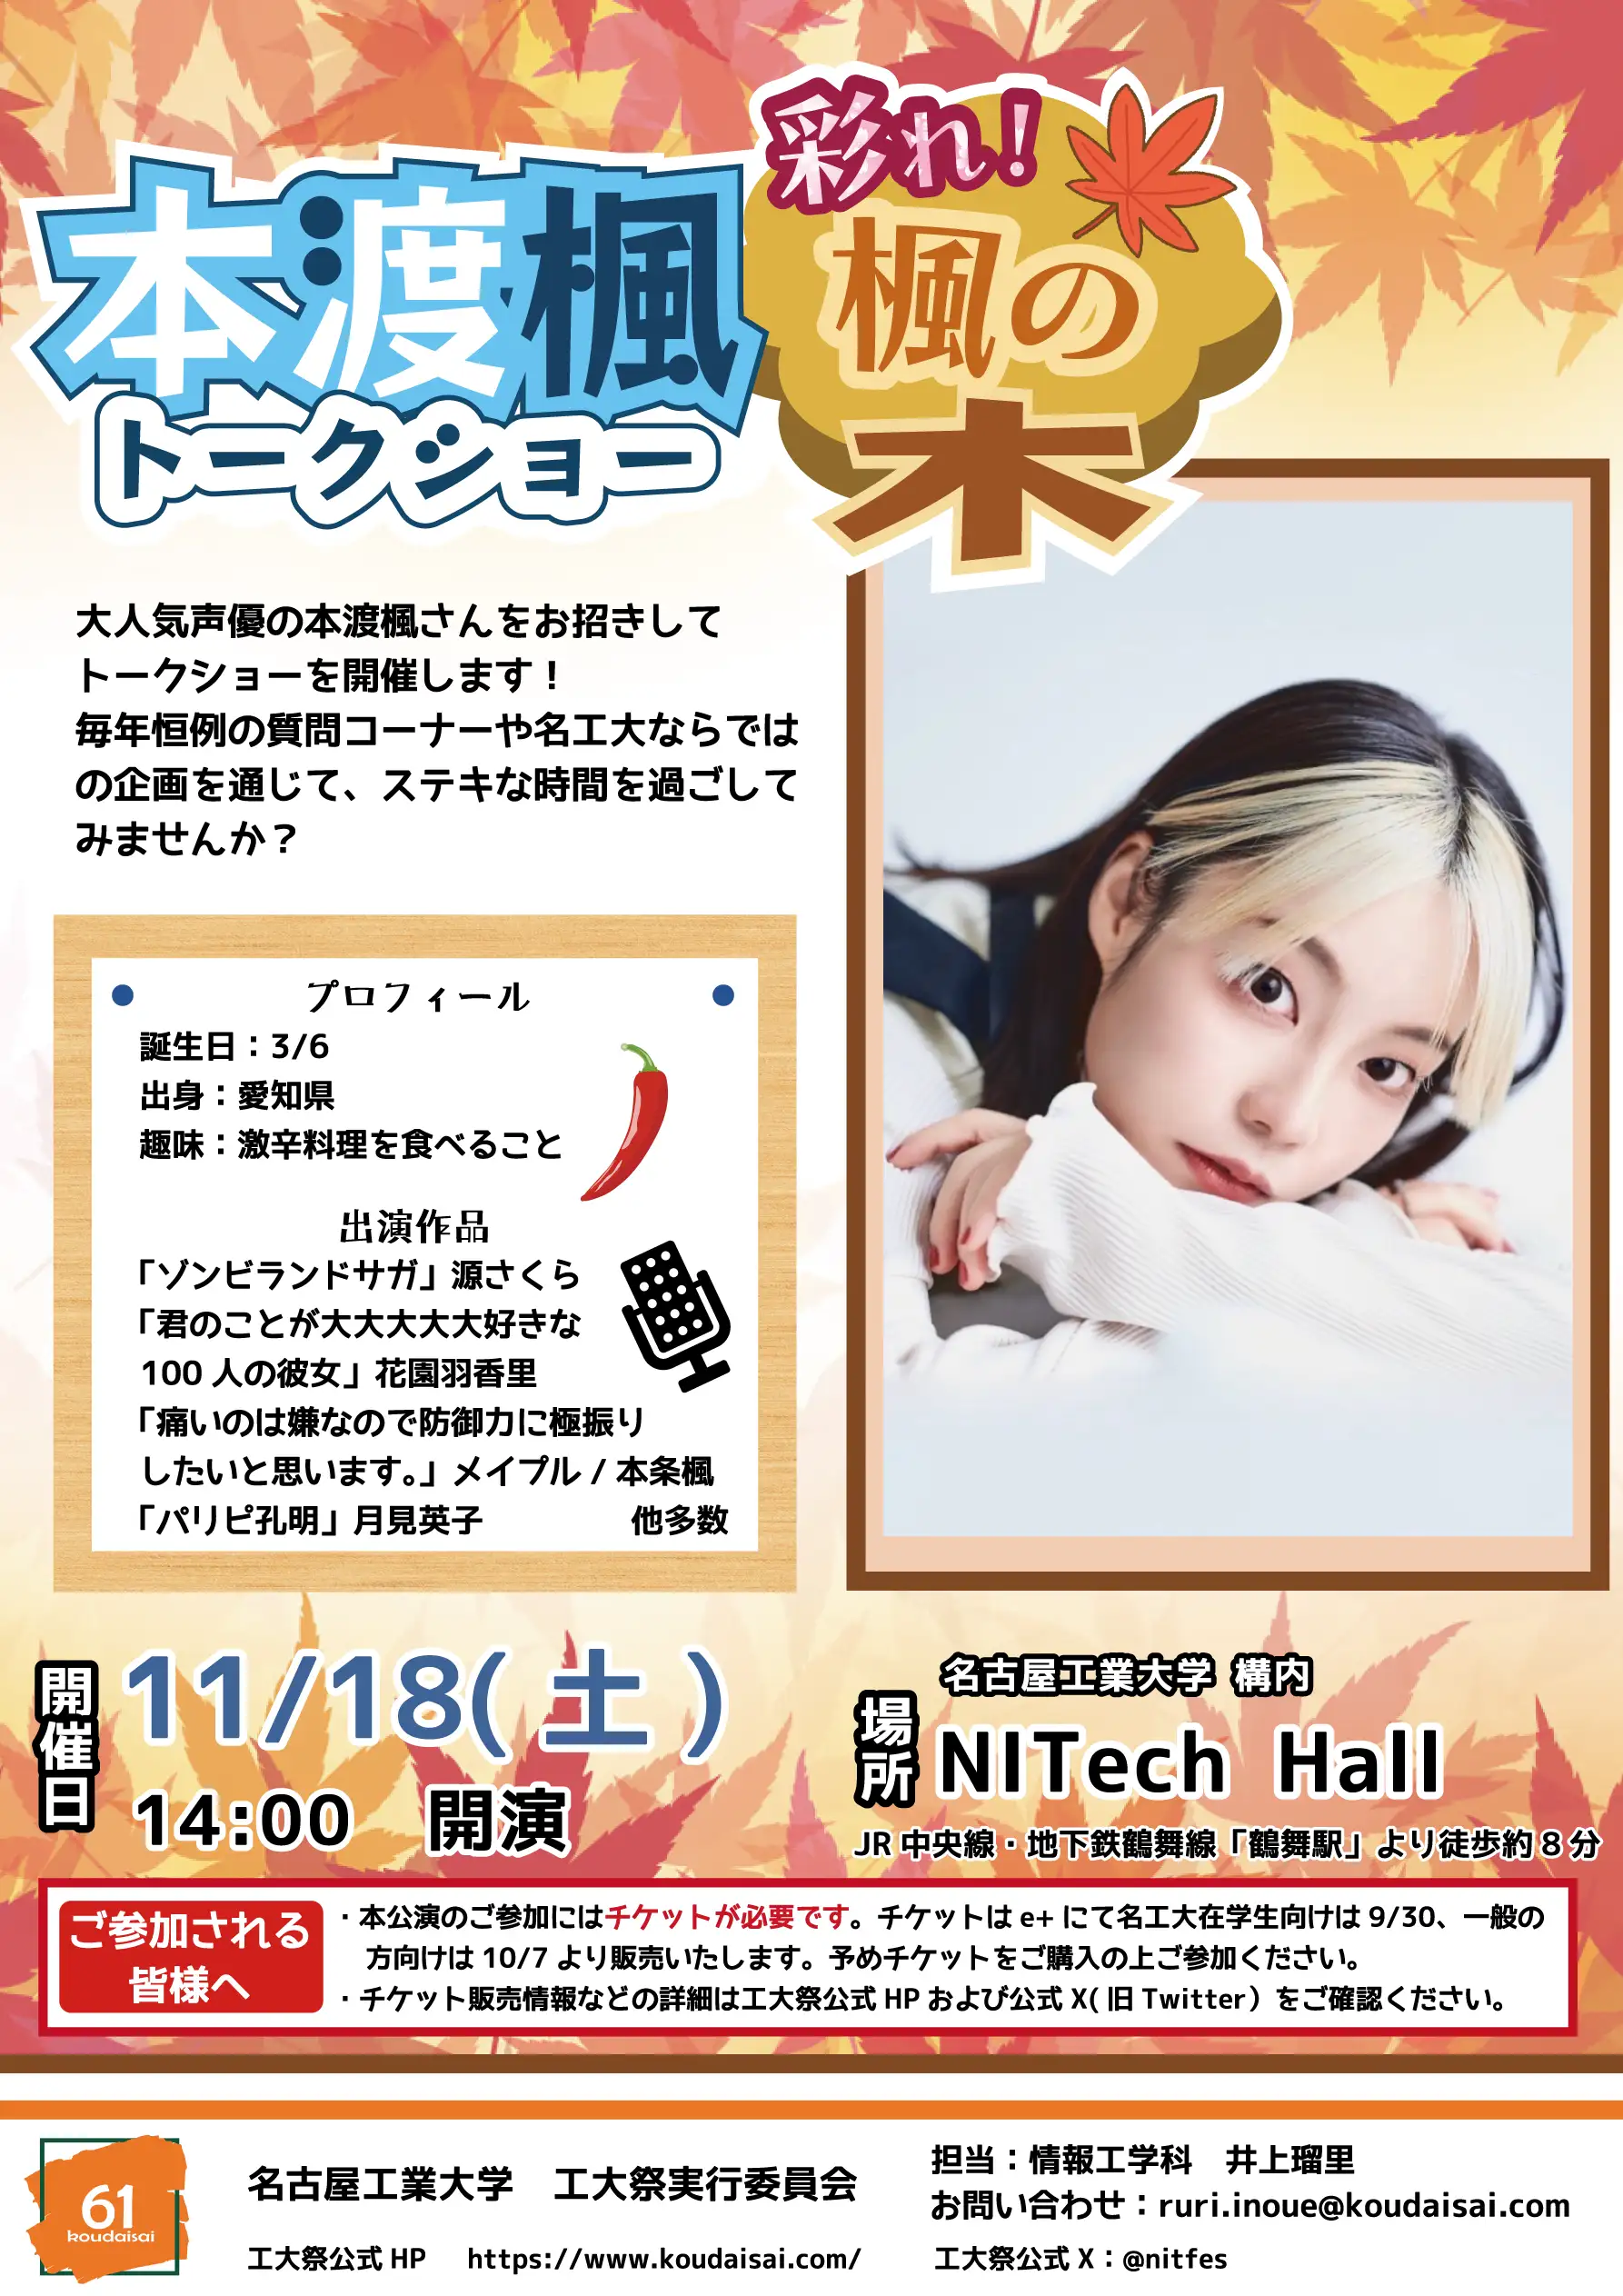 彩れ!
楓の
木
本渡楓
トークショー
大人気声優の本渡楓さんをお招きして
トークショーを開催します！
毎年恒例の質問コーナーや名工大ならでは
の企画を通じて、ステキな時間を過ごして
みませんか？
プロフィール
誕生日：3/6
出身：愛知県
趣味：激辛料理を食べること
出演作品
「ゾンビランドサガ」源さくら
「君のことが大大大大大好きな
100 人の彼女」花園羽香里
「痛いのは嫌なので防御力に極振り
したいと思います。」メイプル / 本条楓
「パリピ孔明」月見英子 他多数
開催日
11/18( 土 )
14:00 開演
場所
名古屋工業大学 構内
NITech Hall
JR 中央線・地下鉄鶴舞線「鶴舞駅」より徒歩約 8 分
ご参加される
皆様へ
・本公演のご参加にはチケットが必要です。チケットは e+ にて名工大在学生向けは 9/30、一般の
方向けは 10/7 より販売いたします。予めチケットをご購入の上ご参加ください。
・チケット販売情報などの詳細は工大祭公式 HP および公式 X( 旧 Twitter）をご確認ください。
61
koudaisai
名古屋工業大学 工大祭実行委員会
工大祭公式 HP https://www.koudaisai.com/
担当：情報工学科 井上瑠里
お問い合わせ：ruri.inoue@koudaisai.com
工大祭公式 X：@nitfes